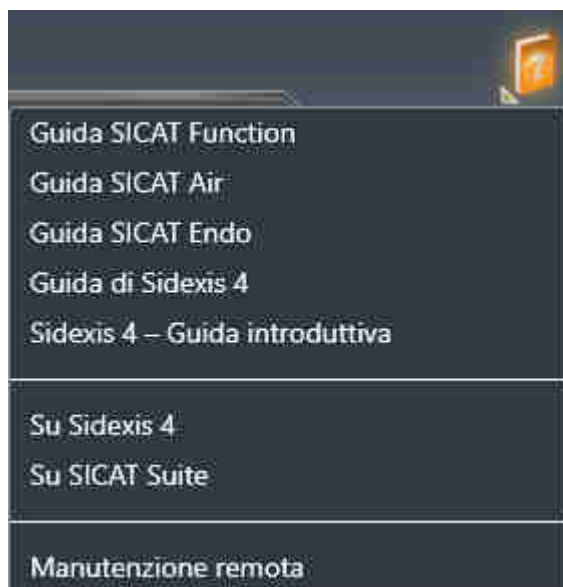 Guida SICAT Function
Guida SICAT Air
Guida SICAT Endo
Guida di Sidexis 4
Sidexis 4 – Guida introduttiva
Su Sidexis 4
Su SICAT Suite
Manutenzione remota